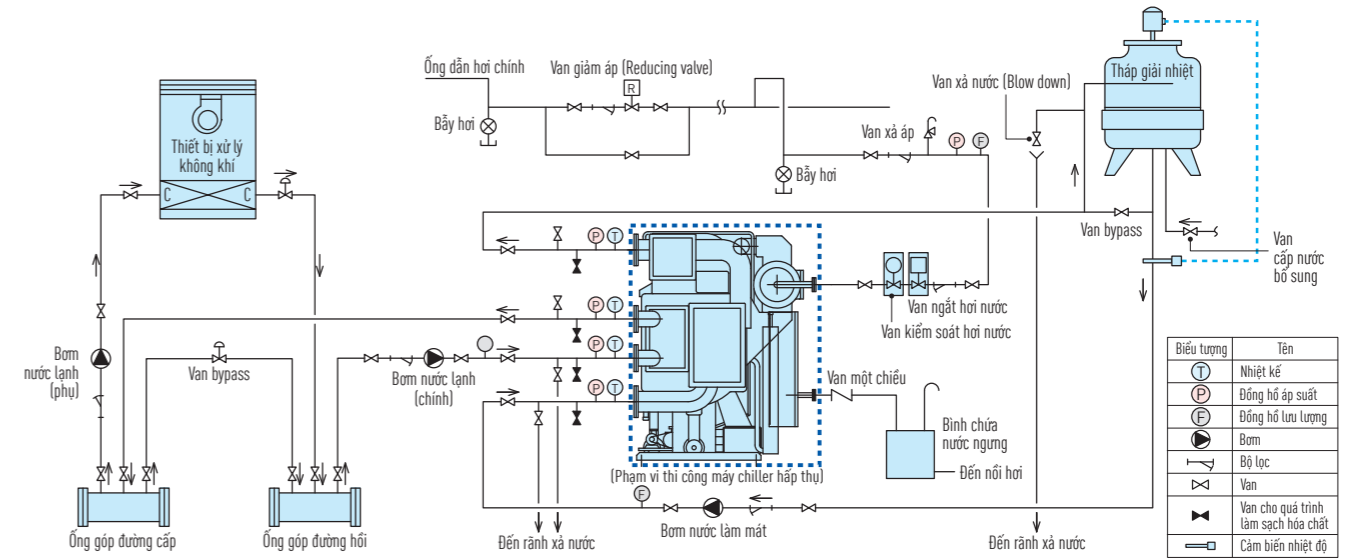 Ống dẫn hơi chính
Van giảm áp (Reducing valve)
R
Bẫy hơi
Van xả nước (Blow down)
Tháp giải nhiệt
Van xả áp
P
F
Bẫy hơi
Thiết bị xử lý
không khí
C
C
Van bypass
Van
cấp nước
bổ sung
P
T
Van ngắt hơi nước
Van kiểm soát hơi nước
P
T
Bơm
nước lạnh
(phụ)
Van bypass
Bơm nước lạnh
(chính)
P
T
P
T
Van một chiều
Bình chứa
nước ngưng
Đến nồi hơi
(Phạm vi thi công máy chiller hấp thụ)
F
Bơm nước làm mát
Ống góp đường cấp
Ống góp đường hồi
Đến rãnh xả nước
Đến rãnh xả nước
Biểu tượng
Tên
T
Nhiệt kế
P
Đồng hồ áp suất
F
Đồng hồ lưu lượng
Bơm
Bộ lọc
Van
Van cho quá trình
làm sạch hóa chất
Cảm biến nhiệt độ